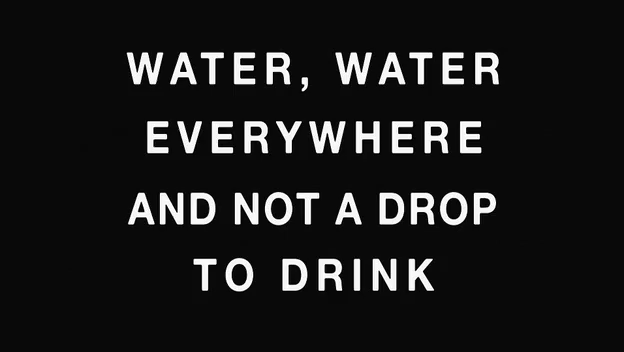 WATER, WATER
EVERYWHERE
AND NOT A DROP
TO DRINK